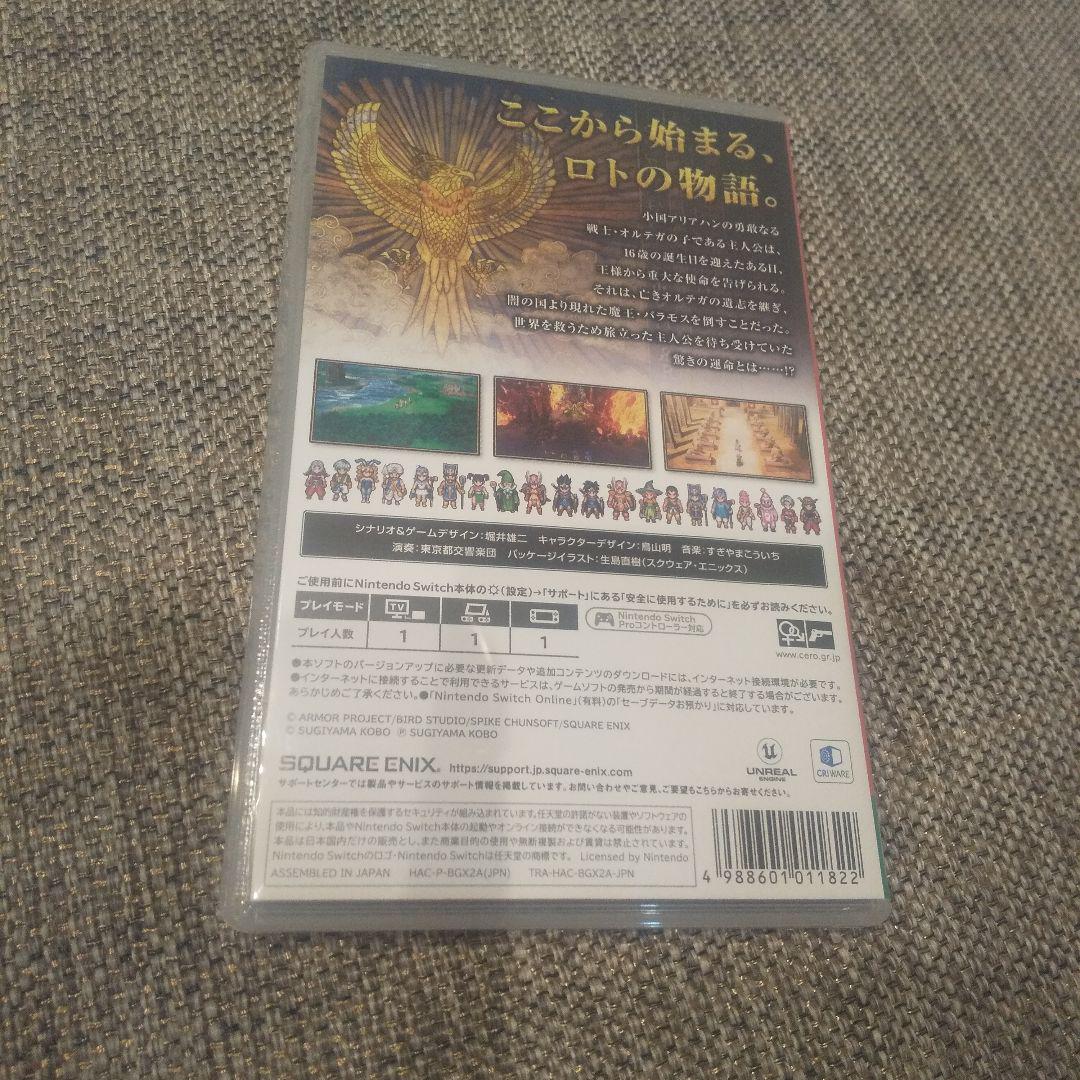 ここから始まる、
ロトの物語。
小国アリアハンの勇敢なる
戦士・オルテガの子である主人公は、
16歳の誕生日を迎えたある日、
王様から重大な使命を告げられる。
それは、亡きオルテガの遺志を継ぎ、
闇の国より現れた魔王・バラモスを倒すことだった。
世界を救うため旅立った主人公を待ち受けていた
驚きの運命とは……!?
シナリオ&ゲームデザイン:堀井雄二 キャラクターデザイン:鳥山明 音楽:すぎやまこういち
演奏:東京都交響楽団 パッケージイラスト:生島直樹(スクウェア・エニックス)
ご使用前にNintendo Switch本体の(設定)→「サポート」にある「安全に使用するために」を必ずお読みください。
プレイモード TV
プレイ人数 1 1 1
Nintendo Switch
Proコントローラー対応
www.cero.gr.jp
●本ソフトのバージョンアップに必要な更新データや追加コンテンツのダウンロードには、インターネット接続環境が必要です。
●インターネットに接続することで利用できるサービスは、ゲームソフトの発売から期間が経過すると終了する場合がございます。
あらかじめご了承ください。●「Nintendo Switch Online」(有料)の「セーブデータお預かり」に対応しています。
© ARMOR PROJECT/BIRD STUDIO/SPIKE CHUNSOFT/SQUARE ENIX
© SUGIYAMA KOBO ℗ SUGIYAMA KOBO
SQUARE ENIX. https://support.jp.square-enix.com
サポートセンターでは製品やサービスのサポート情報を掲載しています。お問い合わせやご意見、ご要望もこちらからお寄せください。
UNREAL
ENGINE
CRIWARE
本品には知的財産権を保護するセキュリティが組み込まれています。任天堂の許諾がない装置やソフトウェアの
使用により、本品やNintendo Switch本体の起動やオンライン接続ができなくなる可能性があります。
本品は日本国内だけの販売とし、また商業目的の使用や無断複製および賃貸は禁止されています。
Nintendo Switchのロゴ・Nintendo Switchは任天堂の商標です。 Licensed by Nintendo
ASSEMBLED IN JAPAN HAC-P-BGX2A(JPN) TRA-HAC-BGX2A-JPN
4 988601 011822